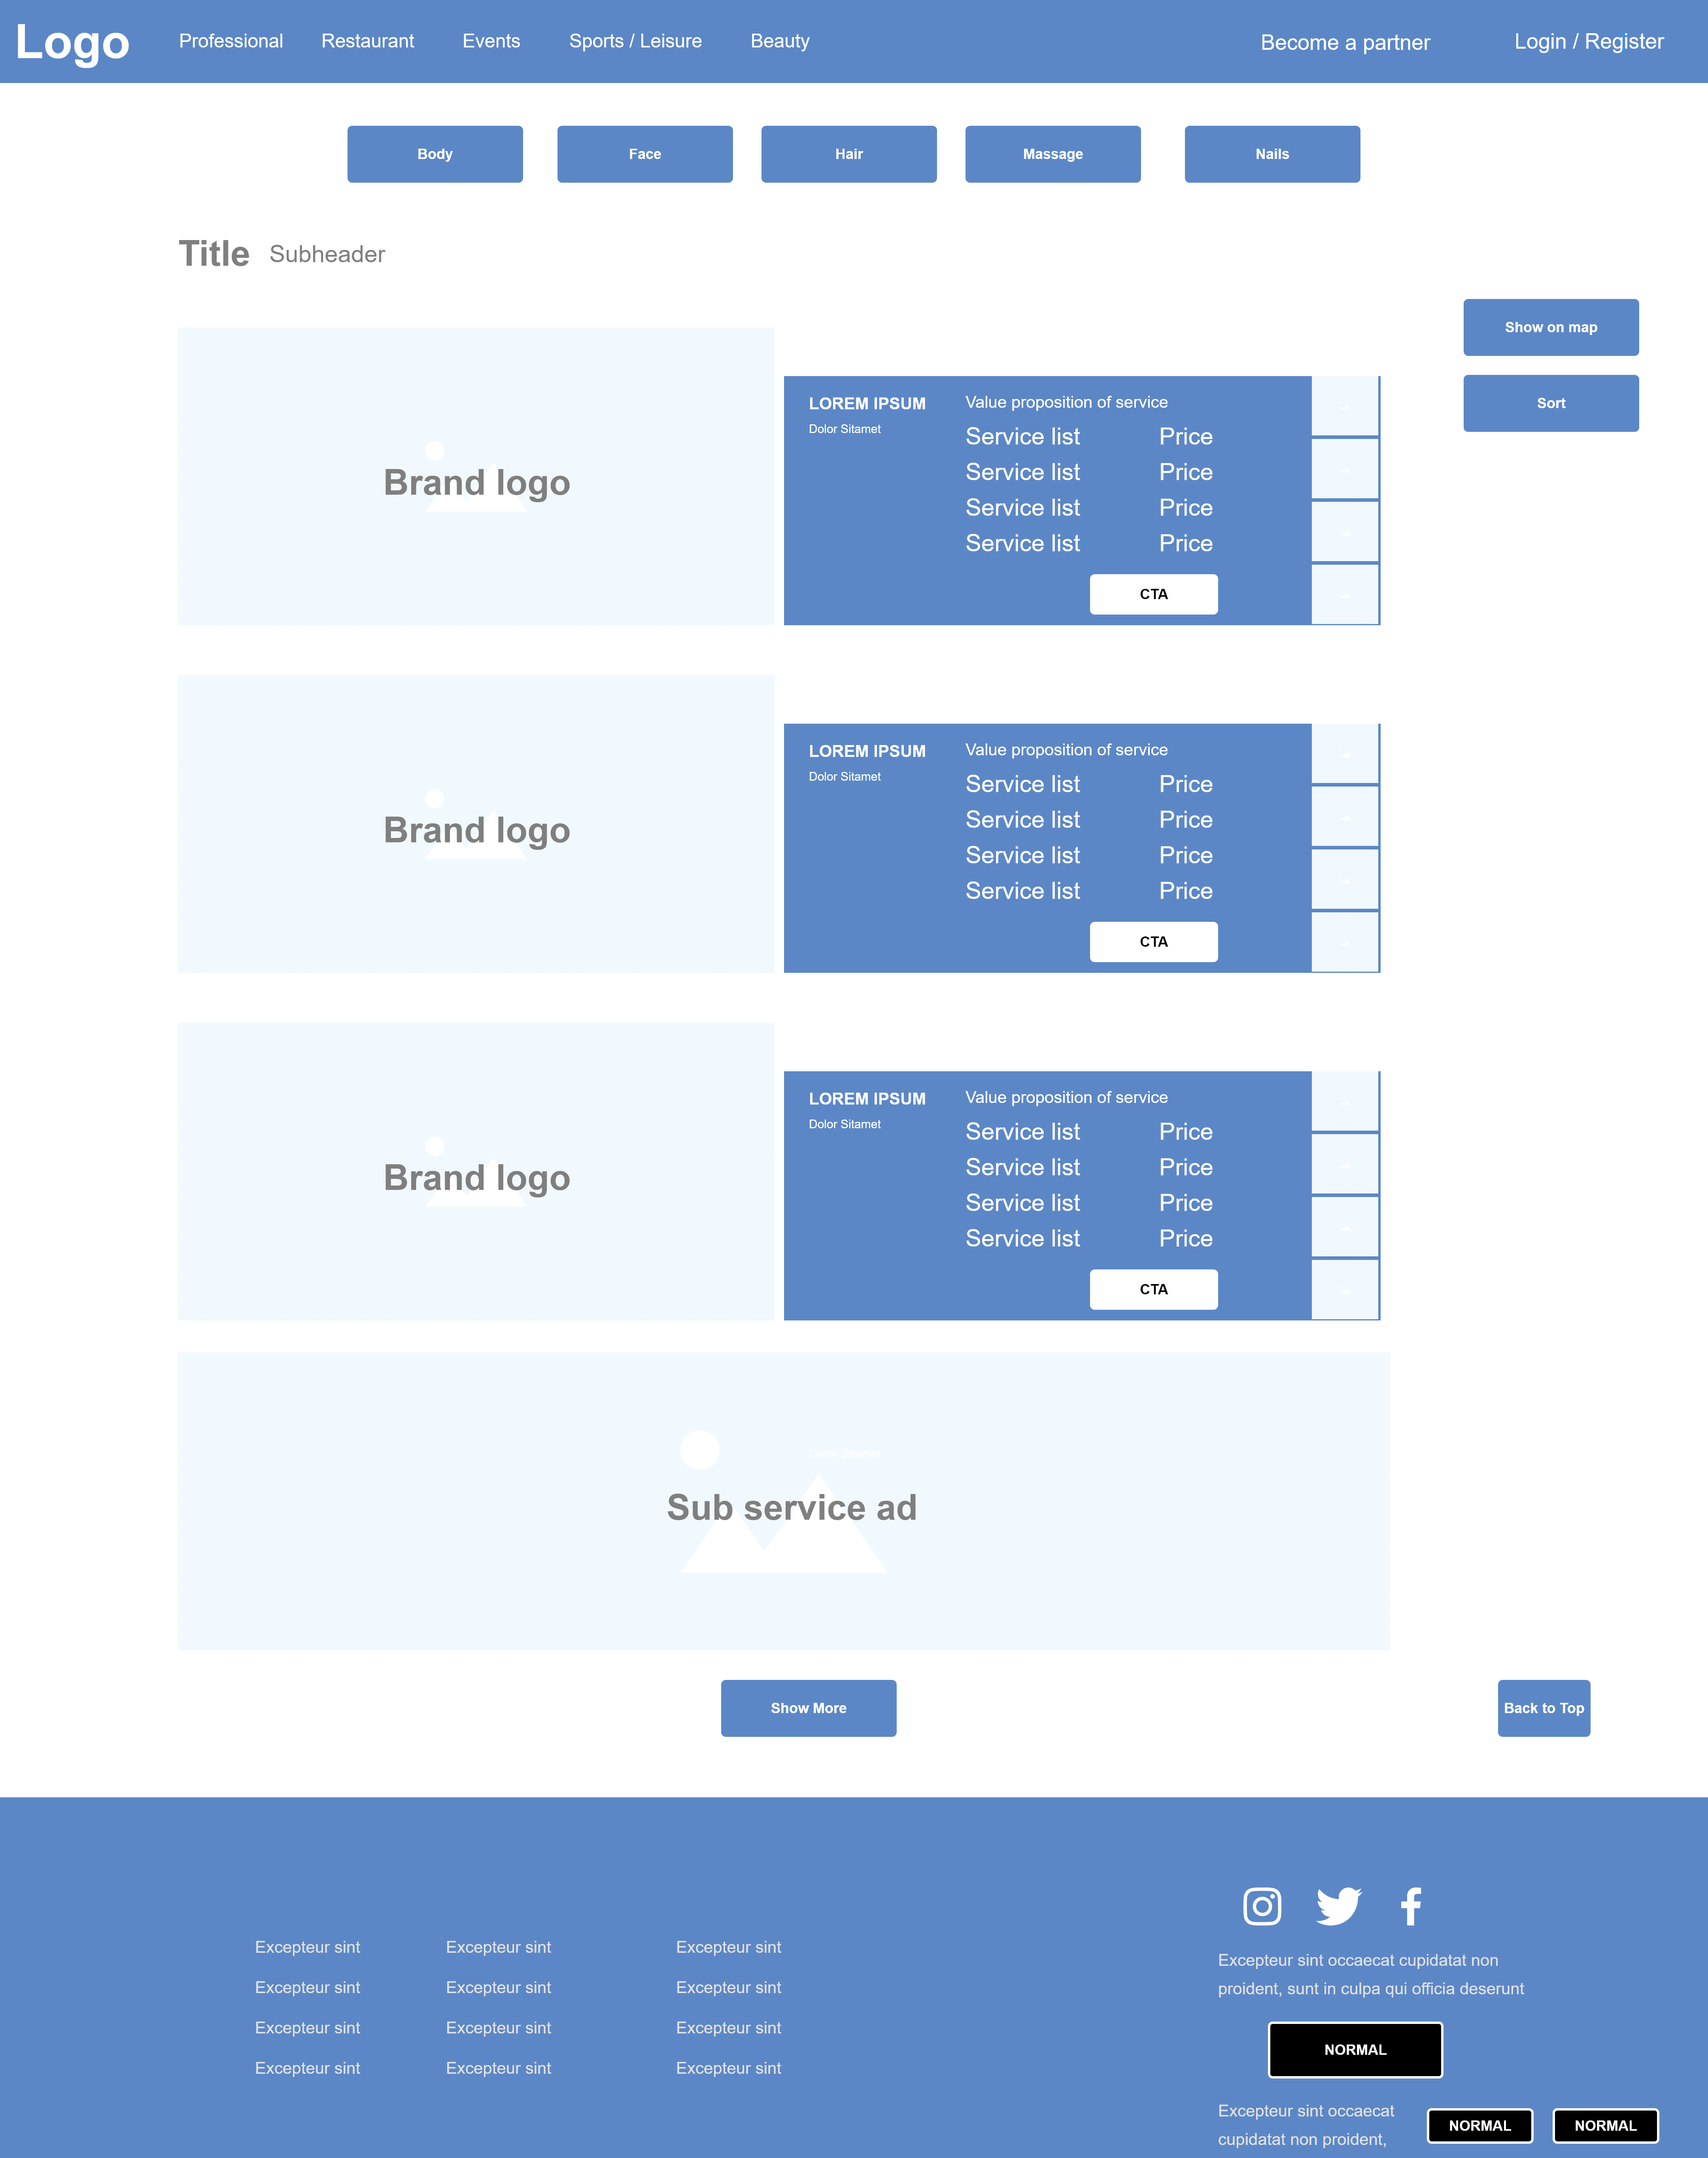 Logo
Professional
Restaurant
Events
Sports / Leisure
Beauty
Become a partner
Login / Register
Body
Face
Hair
Massage
Nails
Title
Subheader
Show on map
Sort
Brand logo
LOREM IPSUM
Dolor Sitamet
Value proposition of service
Service list Price
Service list Price
Service list Price
Service list Price
CTA
Brand logo
LOREM IPSUM
Dolor Sitamet
Value proposition of service
Service list Price
Service list Price
Service list Price
Service list Price
CTA
Brand logo
LOREM IPSUM
Dolor Sitamet
Value proposition of service
Service list Price
Service list Price
Service list Price
Service list Price
CTA
Dolor Sitamet
Sub service ad
Show More
Back to Top
Excepteur sint
Excepteur sint
Excepteur sint
Excepteur sint
Excepteur sint
Excepteur sint
Excepteur sint
Excepteur sint
Excepteur sint
Excepteur sint
Excepteur sint
Excepteur sint
Excepteur sint occaecat cupidatat non
proident, sunt in culpa qui officia deserunt
NORMAL
Excepteur sint occaecat
cupidatat non proident,
NORMAL
NORMAL